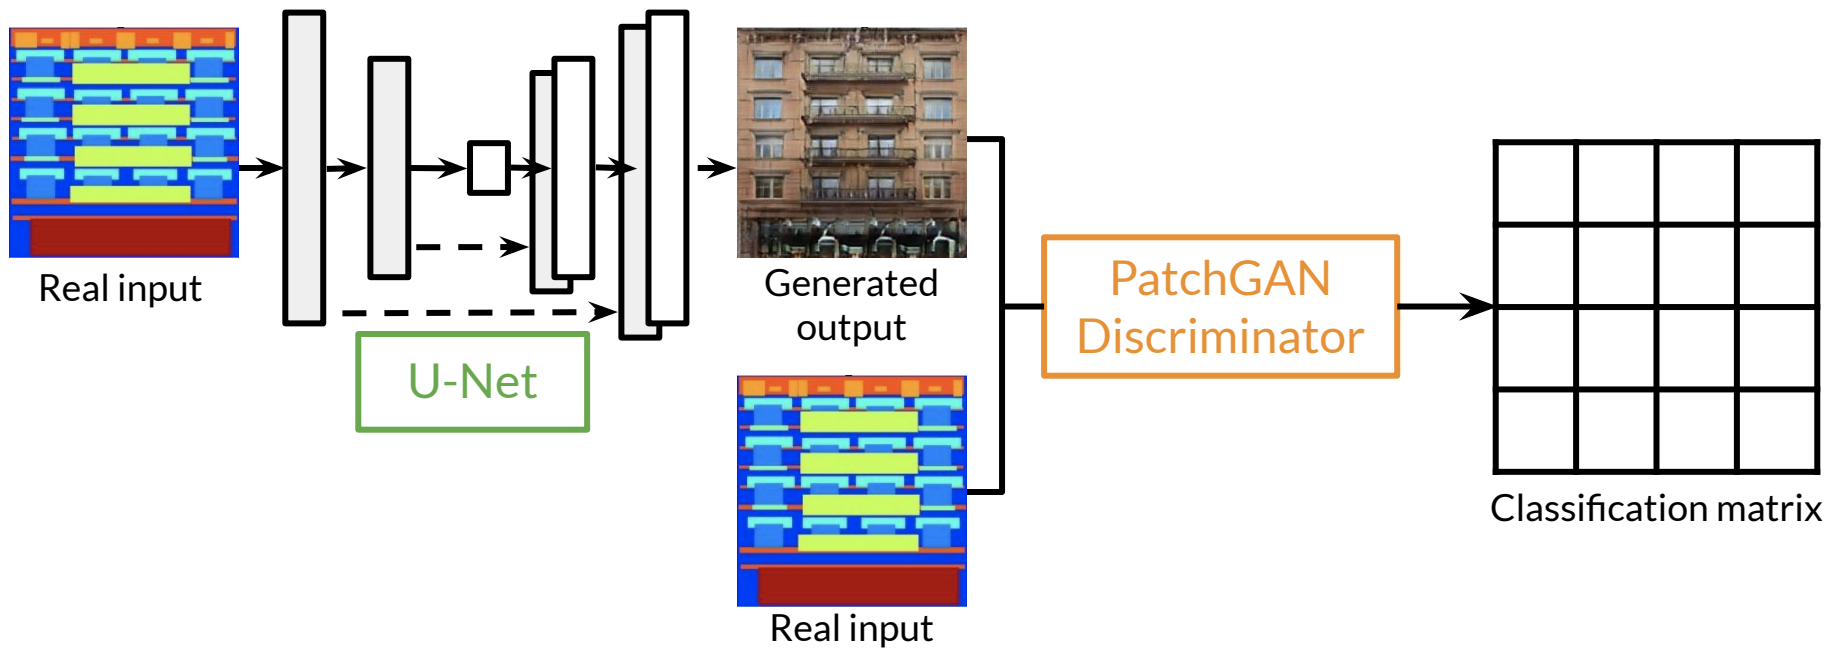 Real input
U-Net
Generated
output
Real input
PatchGAN
Discriminator
Classification matrix